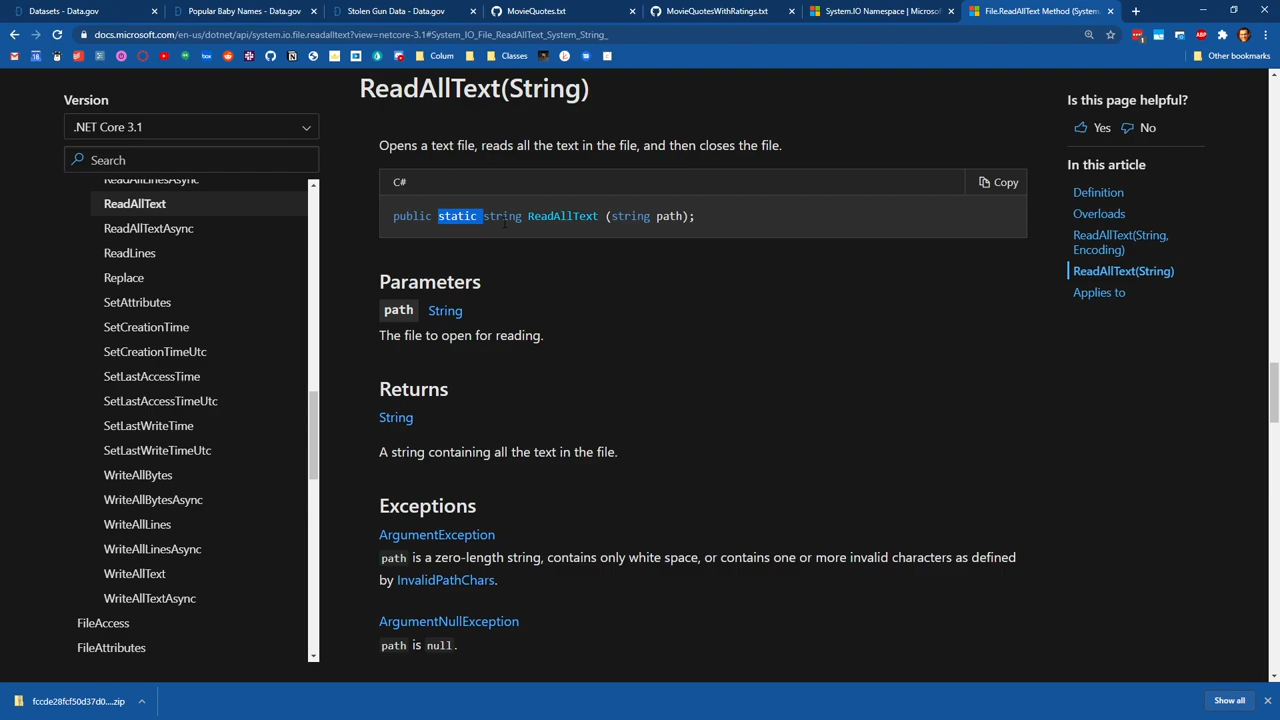 Datasets - Data.gov
Popular Baby Names - Data.gov
Stolen Gun Data - Data.gov
MovieQuotes.txt
MovieQuotesWithRatings.txt
System.IO Namespace | Microsof
File.ReadAllText Method (System.
docs.microsoft.com/en-us/dotnet/api/system.io.file.readalltext?view=netcore-3.1#System_IO_File_ReadAllText_System_String_
Colum
Classes
Other bookmarks
Version
.NET Core 3.1
Search
ReadAllLinesAsync
ReadAllText
ReadAllTextAsync
ReadLines
Replace
SetAttributes
SetCreationTime
SetCreationTimeUtc
SetLastAccessTime
SetLastAccessTimeUtc
SetLastWriteTime
SetLastWriteTimeUtc
WriteAllBytes
WriteAllBytesAsync
WriteAllLines
WriteAllLinesAsync
WriteAllText
WriteAllTextAsync
FileAccess
FileAttributes
ReadAllText(String)
Opens a text file, reads all the text in the file, and then closes the file.
C#
Copy
public static string ReadAllText (string path);
Parameters
path String
The file to open for reading.
Returns
String
A string containing all the text in the file.
Exceptions
ArgumentException
path is a zero-length string, contains only white space, or contains one or more invalid characters as defined
by InvalidPathChars.
ArgumentNullException
path is null.
Is this page helpful?
Yes No
In this article
Definition
Overloads
ReadAllText(String,
Encoding)
ReadAllText(String)
Applies to
fccde28fcf50d37d0....zip
Show all